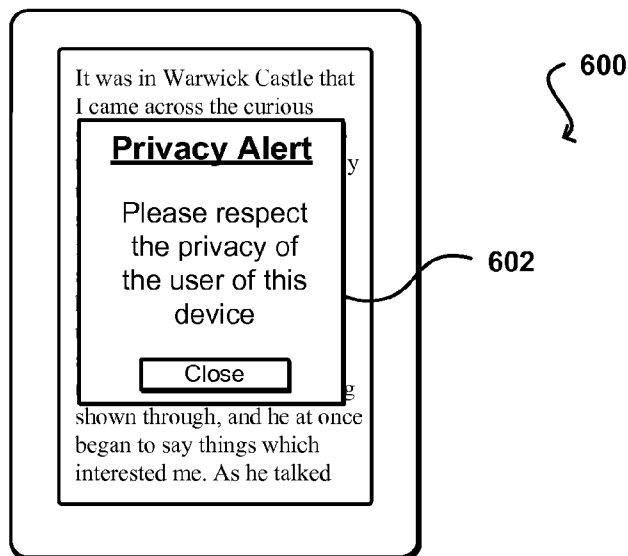 It was in Warwick Castle that
I came across the curious
600
Privacy Alert
Please respect
the privacy of
the user of this
device
602
Close
shown through, and he at once
began to say things which
interested me. As he talked